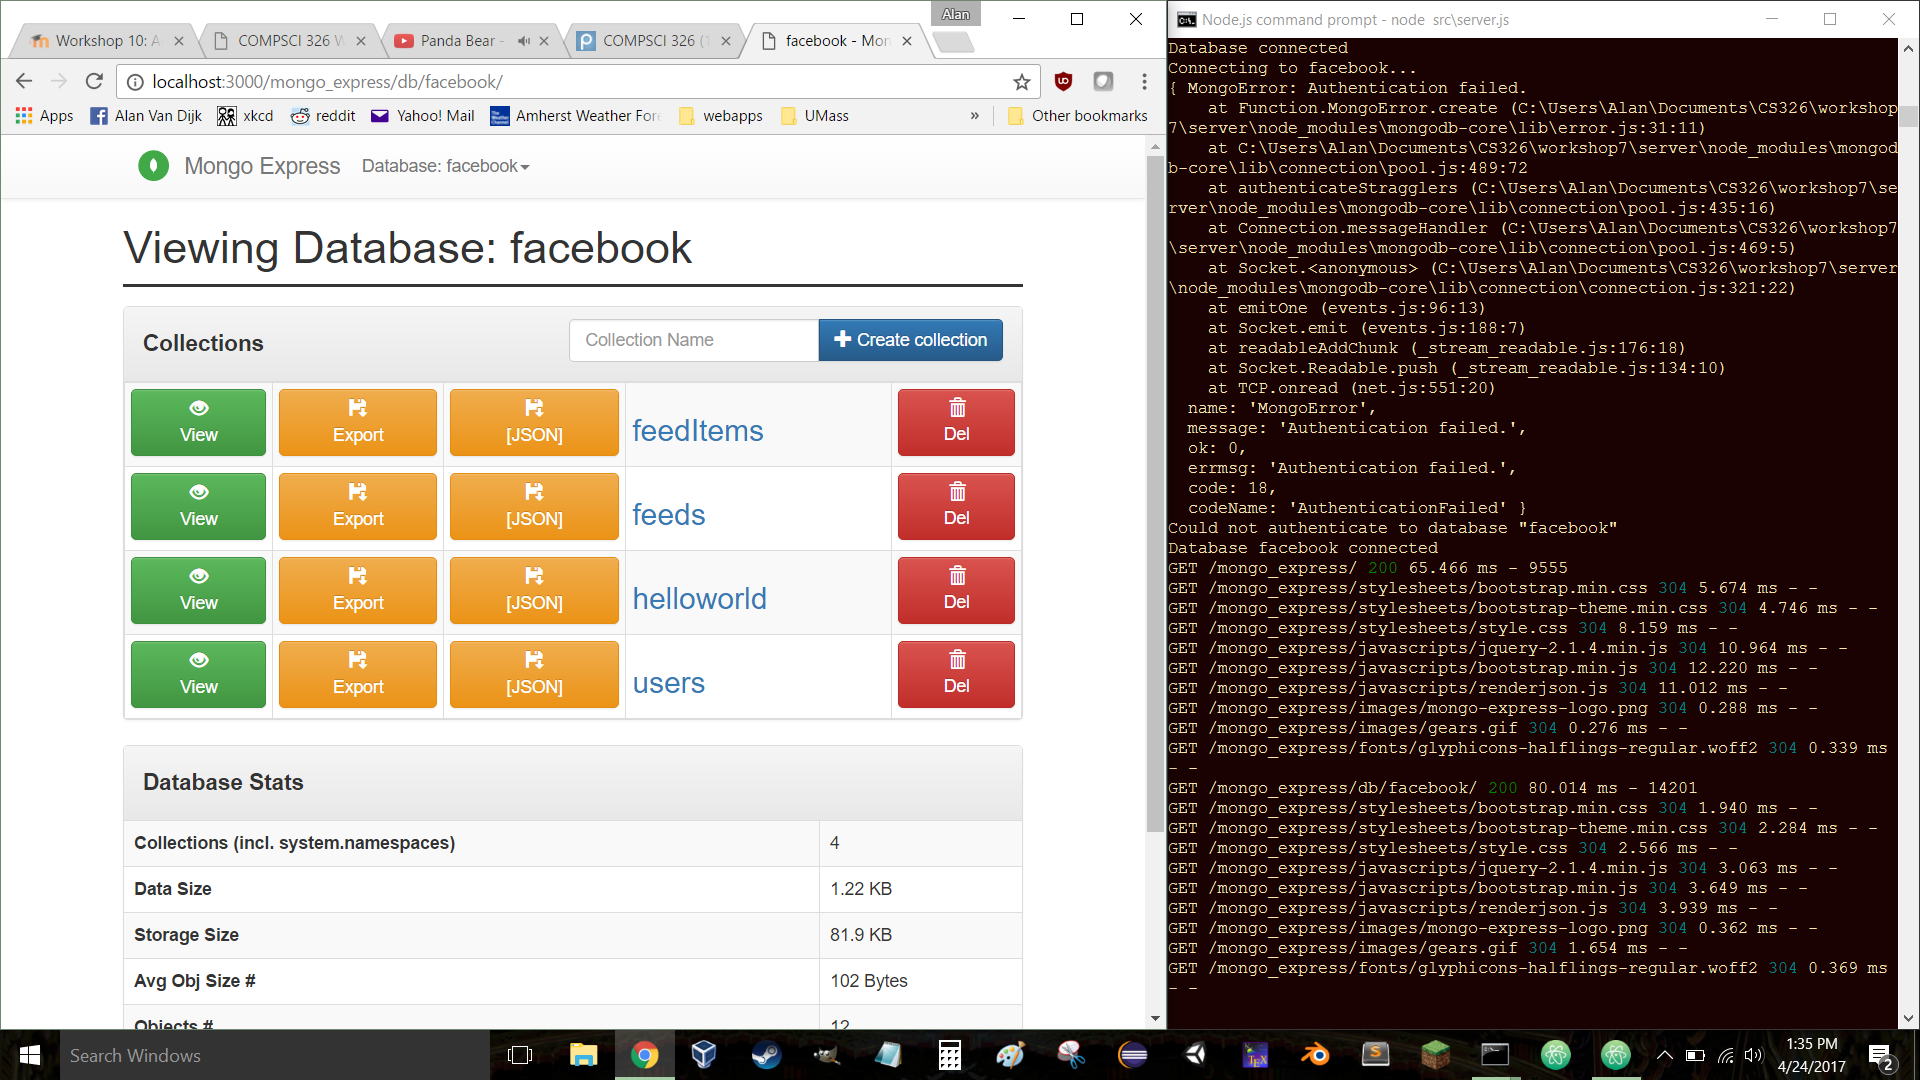 Alan
Workshop 10: A
COMPSCI 326 W
Panda Bear -
COMPSCI 326 (1
facebook - Mon
localhost:3000/mongo_express/db/facebook/
Apps
Alan Van Dijk
xkcd
reddit
Yahoo! Mail
Amherst Weather Fore
webapps
UMass
»
Other bookmarks
Mongo Express
Database: facebook
Viewing Database: facebook
Collections
Collection Name
Create collection
View
Export
[JSON]
feedItems
Del
View
Export
[JSON]
feeds
Del
View
Export
[JSON]
helloworld
Del
View
Export
[JSON]
users
Del
Database Stats
Collections (incl. system.namespaces) 4
Data Size 1.22 KB
Storage Size 81.9 KB
Avg Obj Size # 102 Bytes
Objects # 12
Node.js command prompt - node  src\server.js
Database connected
Connecting to facebook...
{ MongoError: Authentication failed.
    at Function.MongoError.create (C:\Users\Alan\Documents\CS326\workshop
7\server\node_modules\mongodb-core\lib\error.js:31:11)
    at C:\Users\Alan\Documents\CS326\workshop7\server\node_modules\mongod
b-core\lib\connection\pool.js:489:72
    at authenticateStragglers (C:\Users\Alan\Documents\CS326\workshop7\se
rver\node_modules\mongodb-core\lib\connection\pool.js:435:16)
    at Connection.messageHandler (C:\Users\Alan\Documents\CS326\workshop7
\server\node_modules\mongodb-core\lib\connection\pool.js:469:5)
    at Socket.<anonymous> (C:\Users\Alan\Documents\CS326\workshop7\server
\node_modules\mongodb-core\lib\connection\connection.js:321:22)
    at emitOne (events.js:96:13)
    at Socket.emit (events.js:188:7)
    at readableAddChunk (_stream_readable.js:176:18)
    at Socket.Readable.push (_stream_readable.js:134:10)
    at TCP.onread (net.js:551:20)
  name: 'MongoError',
  message: 'Authentication failed.',
  ok: 0,
  errmsg: 'Authentication failed.',
  code: 18,
  codeName: 'AuthenticationFailed' }
Could not authenticate to database "facebook"
Database facebook connected
GET /mongo_express/ 200 65.466 ms - 9555
GET /mongo_express/stylesheets/bootstrap.min.css 304 5.674 ms - -
GET /mongo_express/stylesheets/bootstrap-theme.min.css 304 4.746 ms - -
GET /mongo_express/stylesheets/style.css 304 8.159 ms - -
GET /mongo_express/javascripts/jquery-2.1.4.min.js 304 10.964 ms - -
GET /mongo_express/javascripts/bootstrap.min.js 304 12.220 ms - -
GET /mongo_express/javascripts/renderjson.js 304 11.012 ms - -
GET /mongo_express/images/mongo-express-logo.png 304 0.288 ms - -
GET /mongo_express/images/gears.gif 304 0.276 ms - -
GET /mongo_express/fonts/glyphicons-halflings-regular.woff2 304 0.339 ms
- -
GET /mongo_express/db/facebook/ 200 80.014 ms - 14201
GET /mongo_express/stylesheets/bootstrap.min.css 304 1.940 ms - -
GET /mongo_express/stylesheets/bootstrap-theme.min.css 304 2.284 ms - -
GET /mongo_express/stylesheets/style.css 304 2.566 ms - -
GET /mongo_express/javascripts/jquery-2.1.4.min.js 304 3.063 ms - -
GET /mongo_express/javascripts/bootstrap.min.js 304 3.649 ms - -
GET /mongo_express/javascripts/renderjson.js 304 3.939 ms - -
GET /mongo_express/images/mongo-express-logo.png 304 0.362 ms - -
GET /mongo_express/images/gears.gif 304 1.654 ms - -
GET /mongo_express/fonts/glyphicons-halflings-regular.woff2 304 0.369 ms
- -
Search Windows
1:35 PM
4/24/2017
2